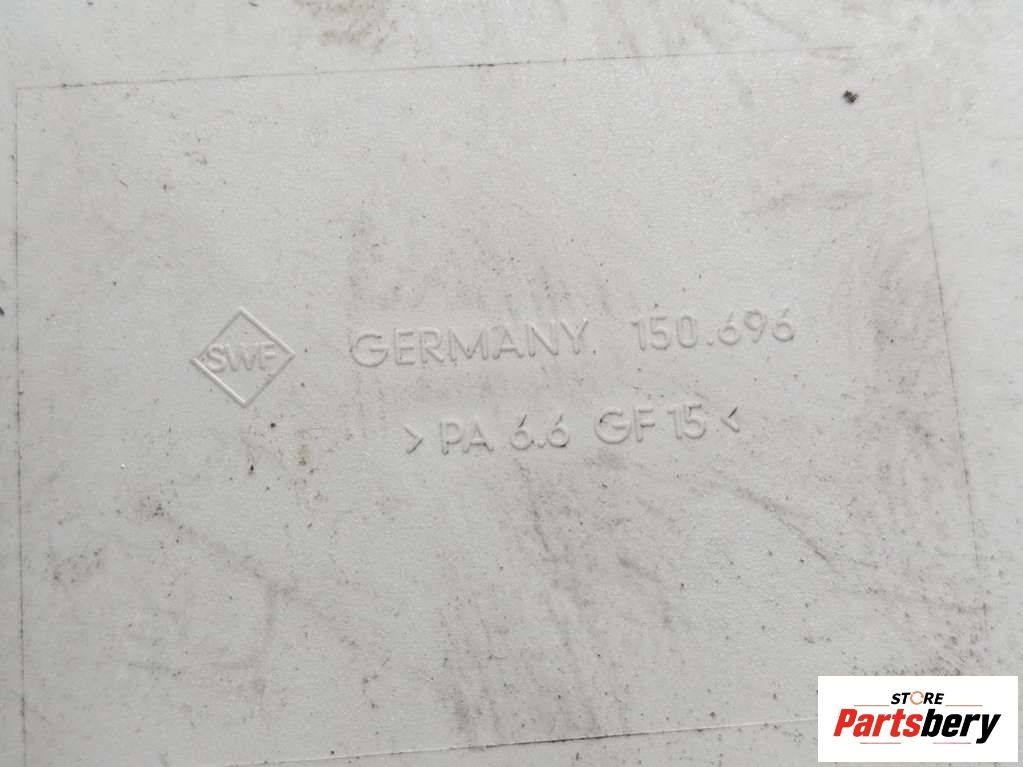 SWF GERMANY 150.696
>PA 6.6 GF 15<
STORE
Partsbery